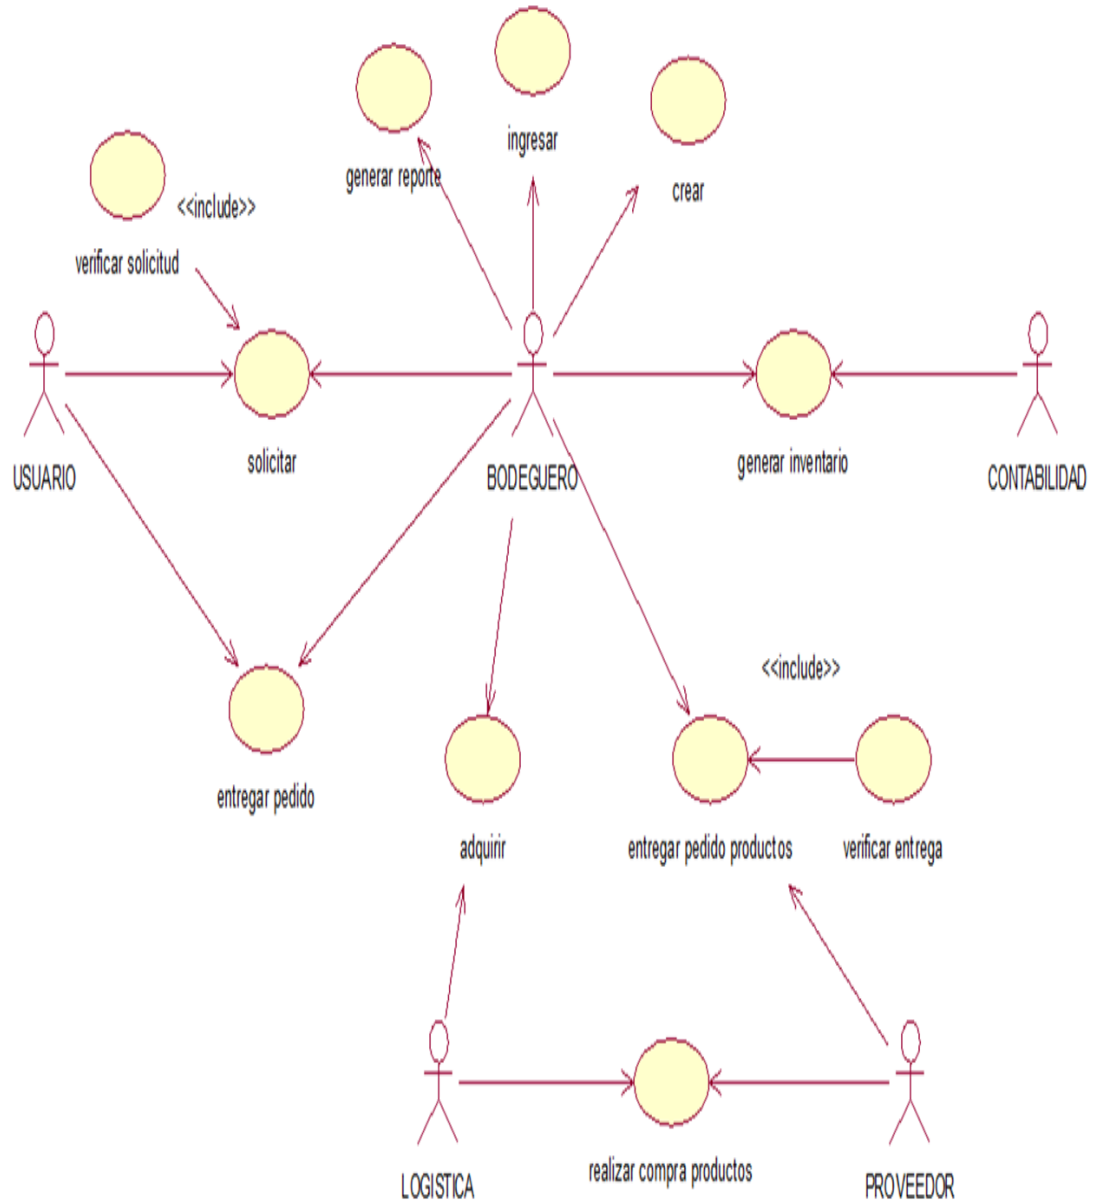 ingresar
generar reporte
crear
<<include>>
verificar solicitud
solicitar
generar inventario
USUARIO
BODEGUERO
CONTABILIDAD
<<include>>
entregar pedido
adquirir
entregar pedido productos
verificar entrega
realizar compra productos
LOGISTICA
PROVEEDOR